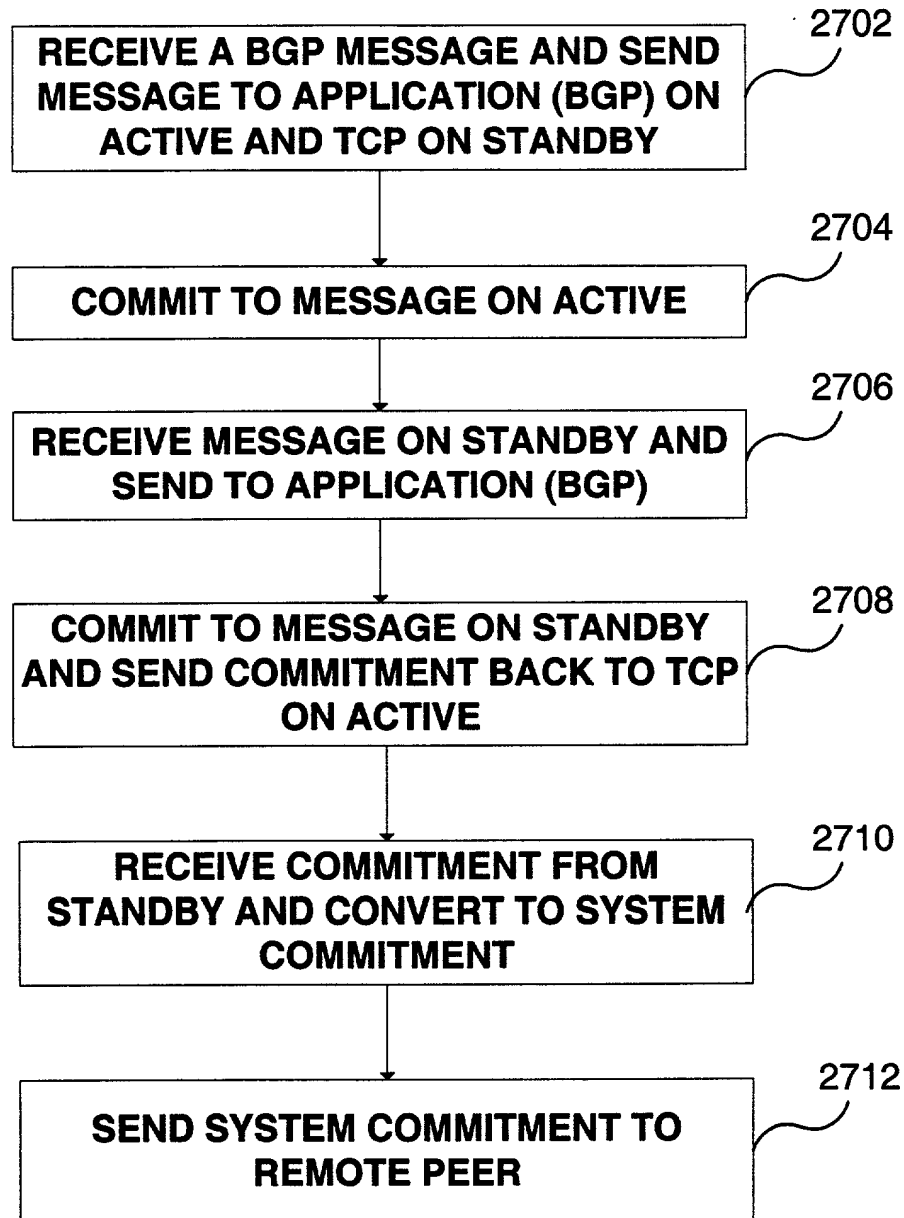 2702
RECEIVE A BGP MESSAGE AND SEND
MESSAGE TO APPLICATION (BGP) ON
ACTIVE AND TCP ON STANDBY
2704
COMMIT TO MESSAGE ON ACTIVE
2706
RECEIVE MESSAGE ON STANDBY AND
SEND TO APPLICATION (BGP)
2708
COMMIT TO MESSAGE ON STANDBY
AND SEND COMMITMENT BACK TO TCP
ON ACTIVE
2710
RECEIVE COMMITMENT FROM
STANDBY AND CONVERT TO SYSTEM
COMMITMENT
2712
SEND SYSTEM COMMITMENT TO
REMOTE PEER